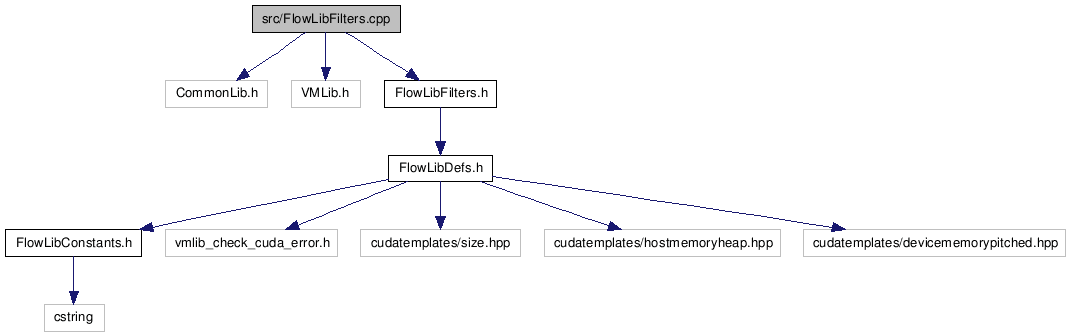 src/FlowLibFilters.cpp
CommonLib.h
VMLib.h
FlowLibFilters.h
FlowLibDefs.h
FlowLibConstants.h
vmlib_check_cuda_error.h
cudatemplates/size.hpp
cudatemplates/hostmemoryheap.hpp
cudatemplates/devicememorypitched.hpp
cstring